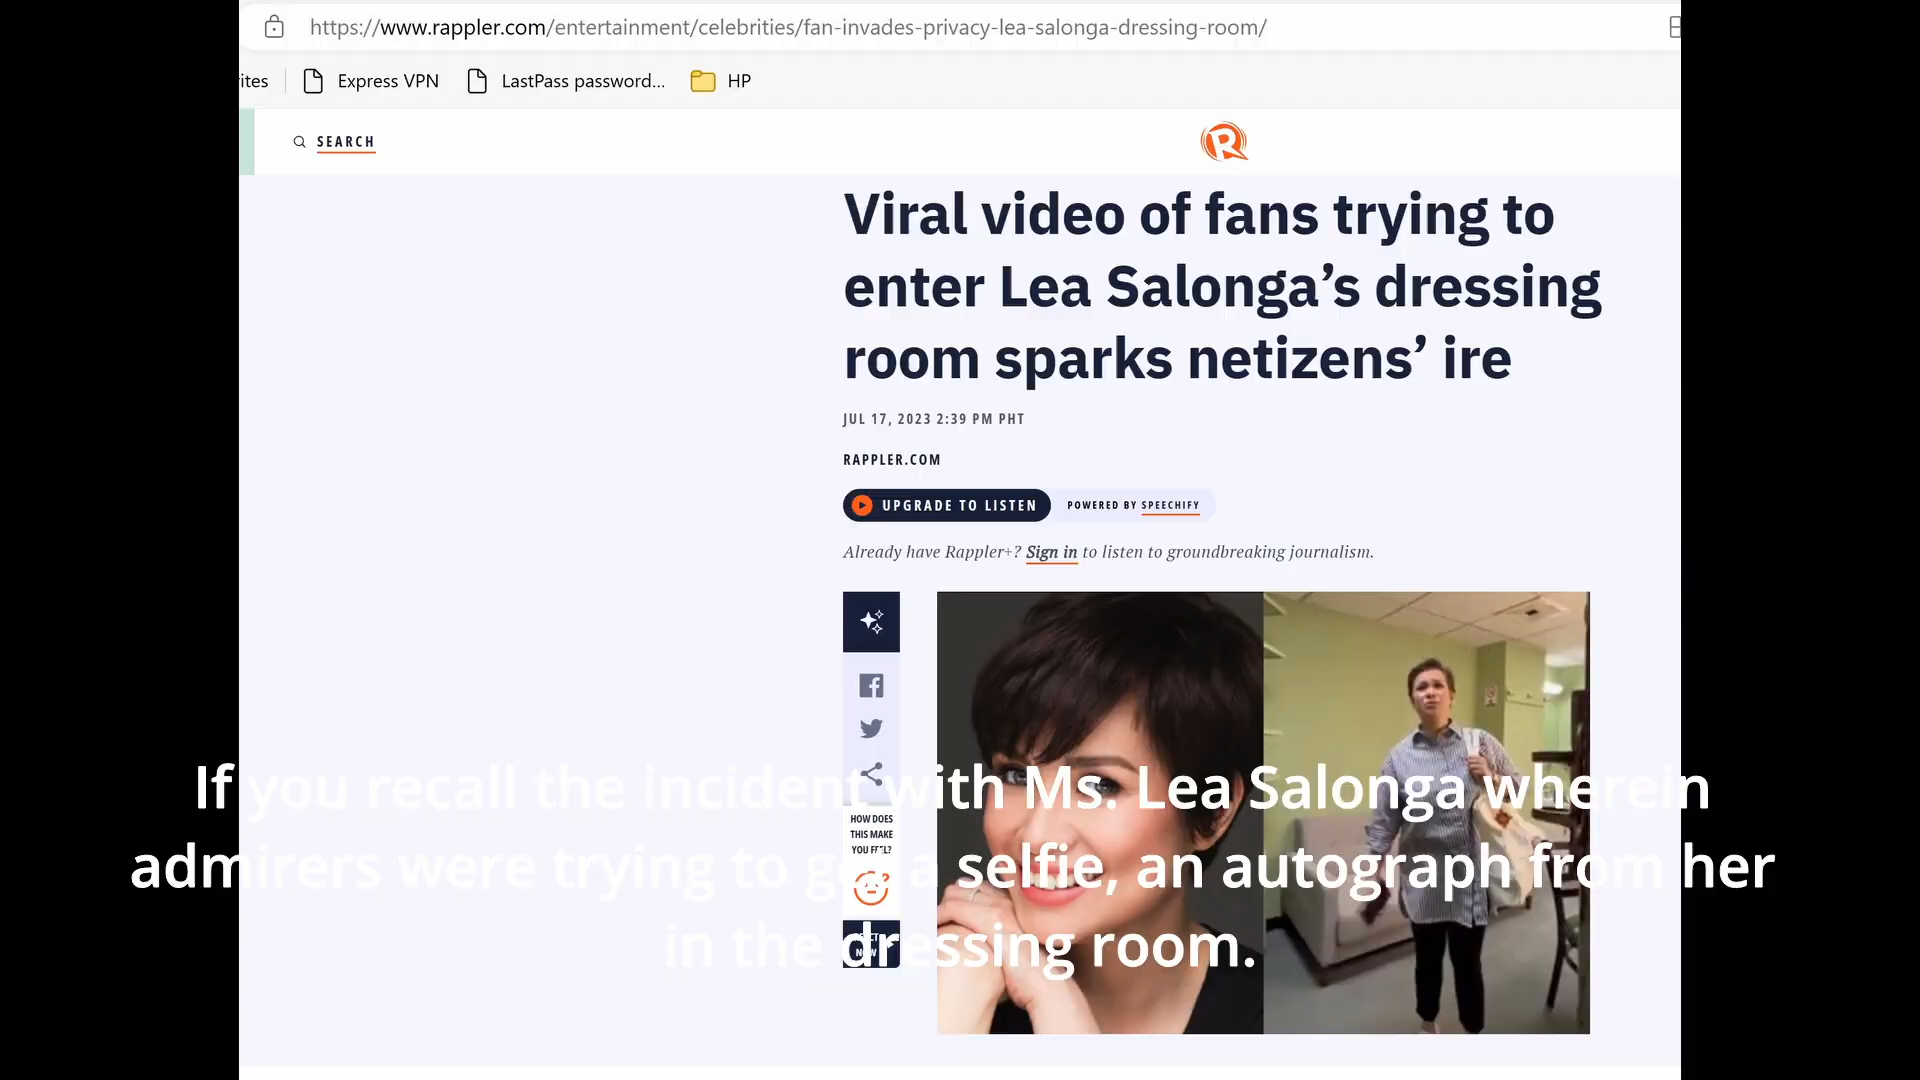 https://www.rappler.com/entertainment/celebrities/fan-invades-privacy-lea-salonga-dressing-room/
ites
Express VPN
LastPass password...
HP
SEARCH
R
Viral video of fans trying to
enter Lea Salonga’s dressing
room sparks netizens’ ire
JUL 17, 2023 2:39 PM PHT
RAPPLER.COM
UPGRADE TO LISTEN
POWERED BY SPEECHIFY
Already have Rappler+? Sign in to listen to groundbreaking journalism.
HOW DOES
THIS MAKE
YOU FEEL?
If you recall the incident with Ms. Lea Salonga wherein
admirers were trying to get a selfie, an autograph from her
in the dressing room.